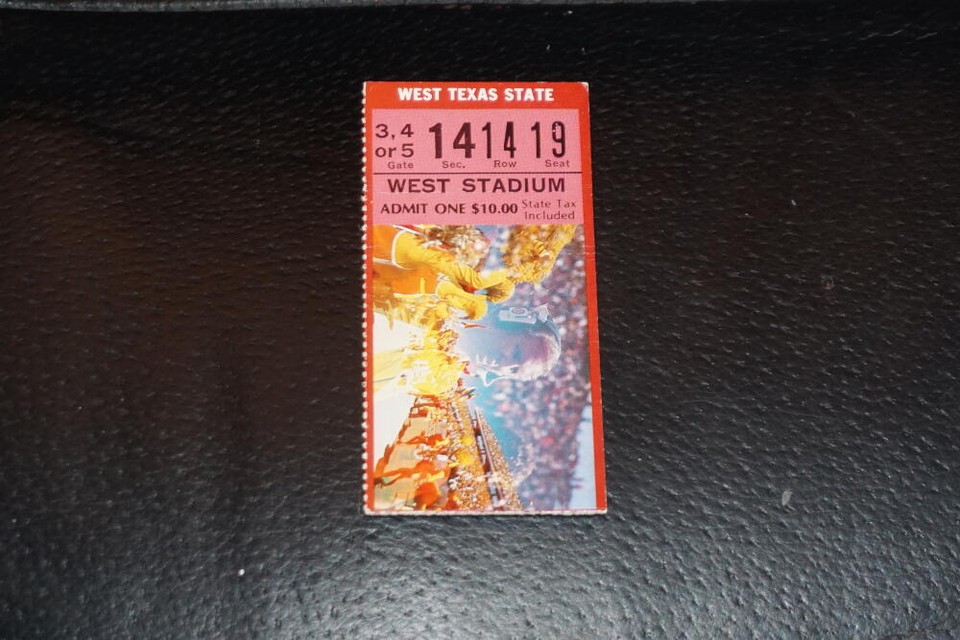 WEST TEXAS STATE
3, 4 or 5 Gate
14 Sec.
14 Row
19 Seat
WEST STADIUM
ADMIT ONE $10.00 State Tax Included